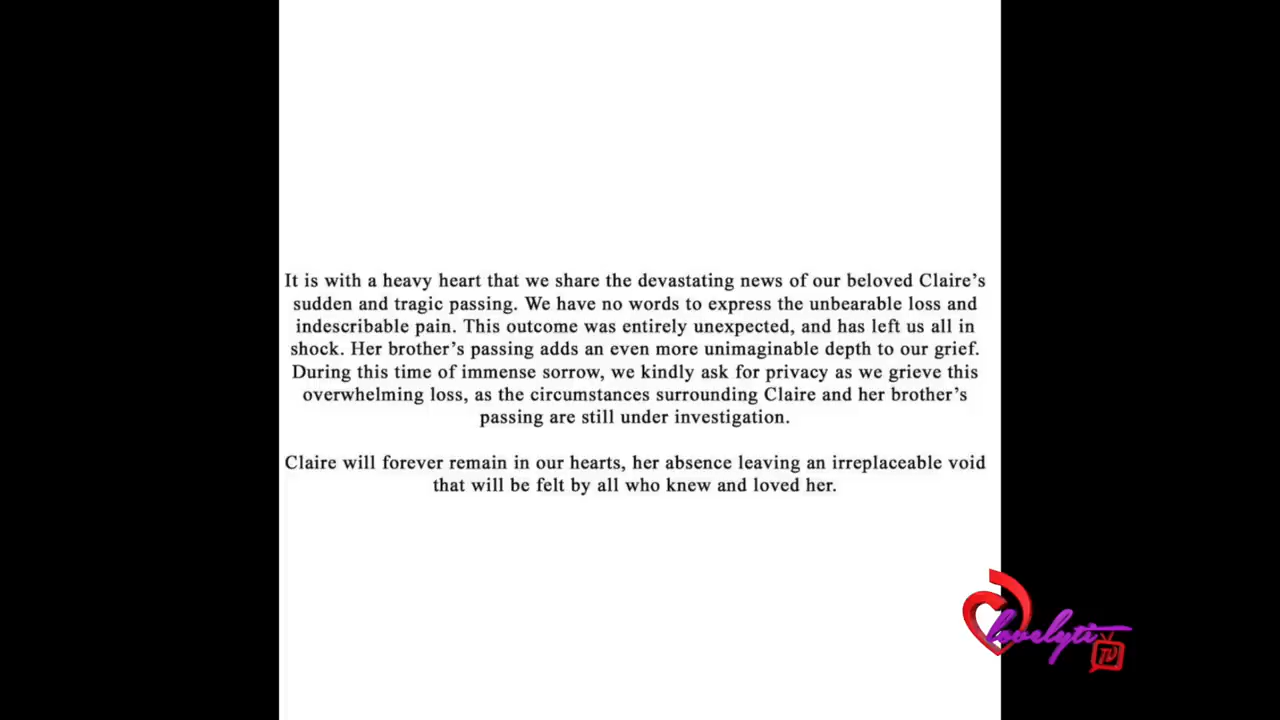 It is with a heavy heart that we share the devastating news of our beloved Claire's
sudden and tragic passing. We have no words to express the unbearable loss and
indescribable pain. This outcome was entirely unexpected, and has left us all in
shock. Her brother's passing adds an even more unimaginable depth to our grief.
During this time of immense sorrow, we kindly ask for privacy as we grieve this
overwhelming loss, as the circumstances surrounding Claire and her brother's
passing are still under investigation.
Claire will forever remain in our hearts, her absence leaving an irreplaceable void
that will be felt by all who knew and loved her.
lovelyti
TV